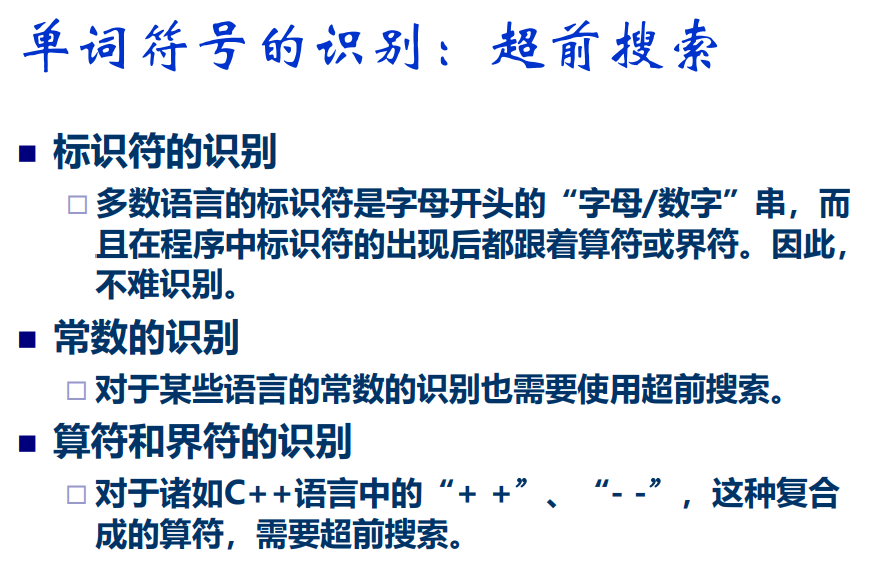 单词符号的识别：超前搜索
标识符的识别
多数语言的标识符是字母开头的“字母/数字”串，而
且在程序中标识符的出现后都跟着算符或界符。因此，
不难识别。
常数的识别
对于某些语言的常数的识别也需要使用超前搜索。
算符和界符的识别
对于诸如C++语言中的“+ +”、“- -”，这种复合
成的算符，需要超前搜索。